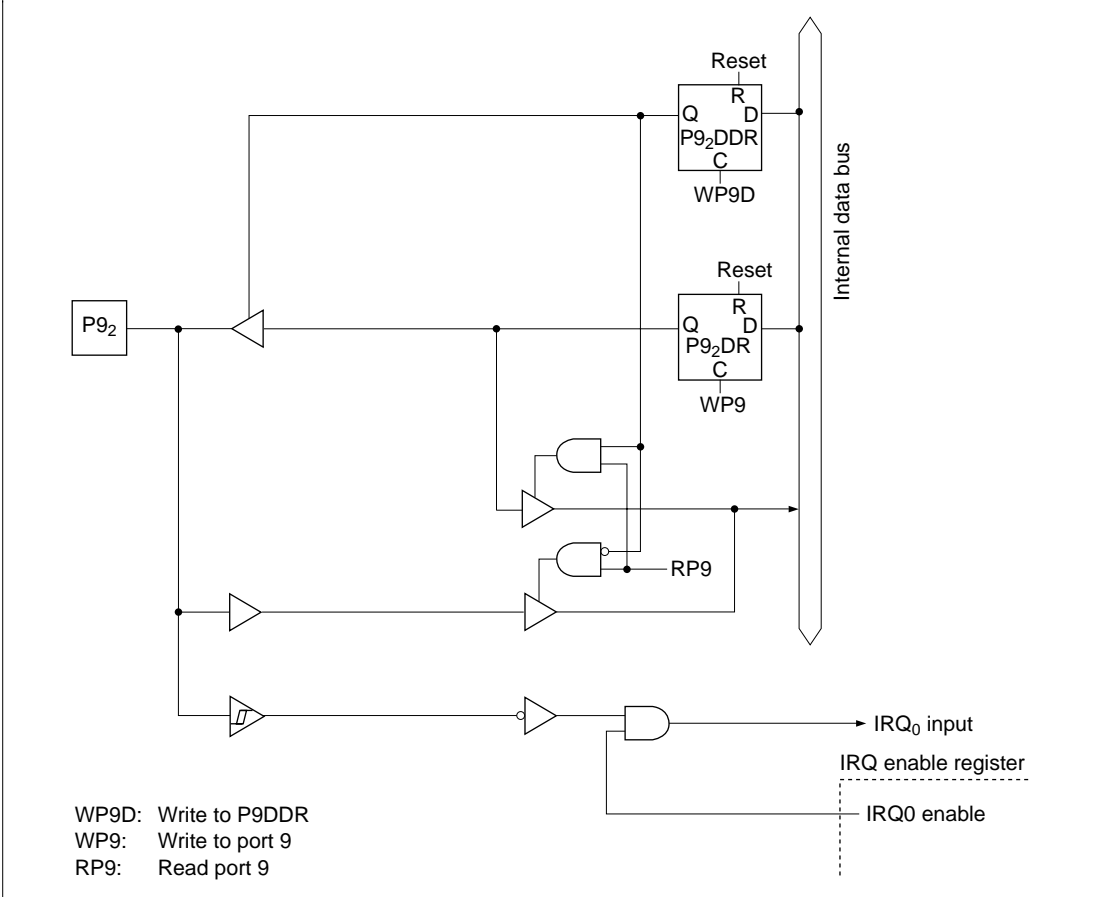 Reset
R
Q D
P9₂DDR
C
WP9D
Internal data bus
Reset
R
P9₂
Q D
P9₂DR
C
WP9
RP9
IRQ₀ input
IRQ enable register
IRQ0 enable
WP9D: Write to P9DDR
WP9: Write to port 9
RP9: Read port 9